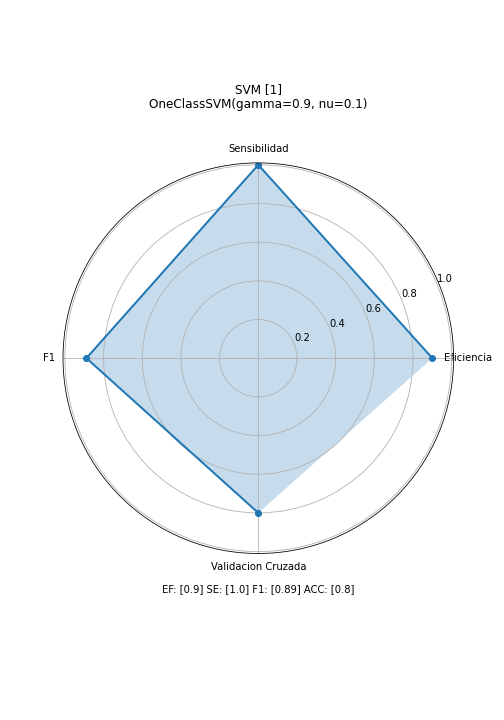 SVM [1]
OneClassSVM(gamma=0.9, nu=0.1)
Sensibilidad
1.0
0.8
0.6
0.4
0.2
F1
Eficiencia
Validacion Cruzada
EF: [0.9] SE: [1.0] F1: [0.89] ACC: [0.8]